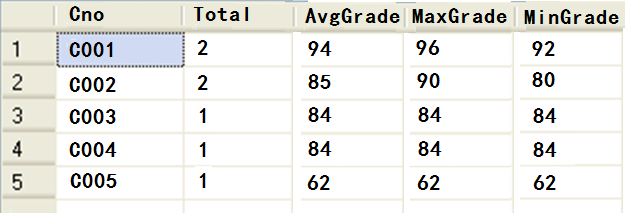 Cno Total AvgGrade MaxGrade MinGrade
1 C001 2 94 96 92
2 C002 2 85 90 80
3 C003 1 84 84 84
4 C004 1 84 84 84
5 C005 1 62 62 62